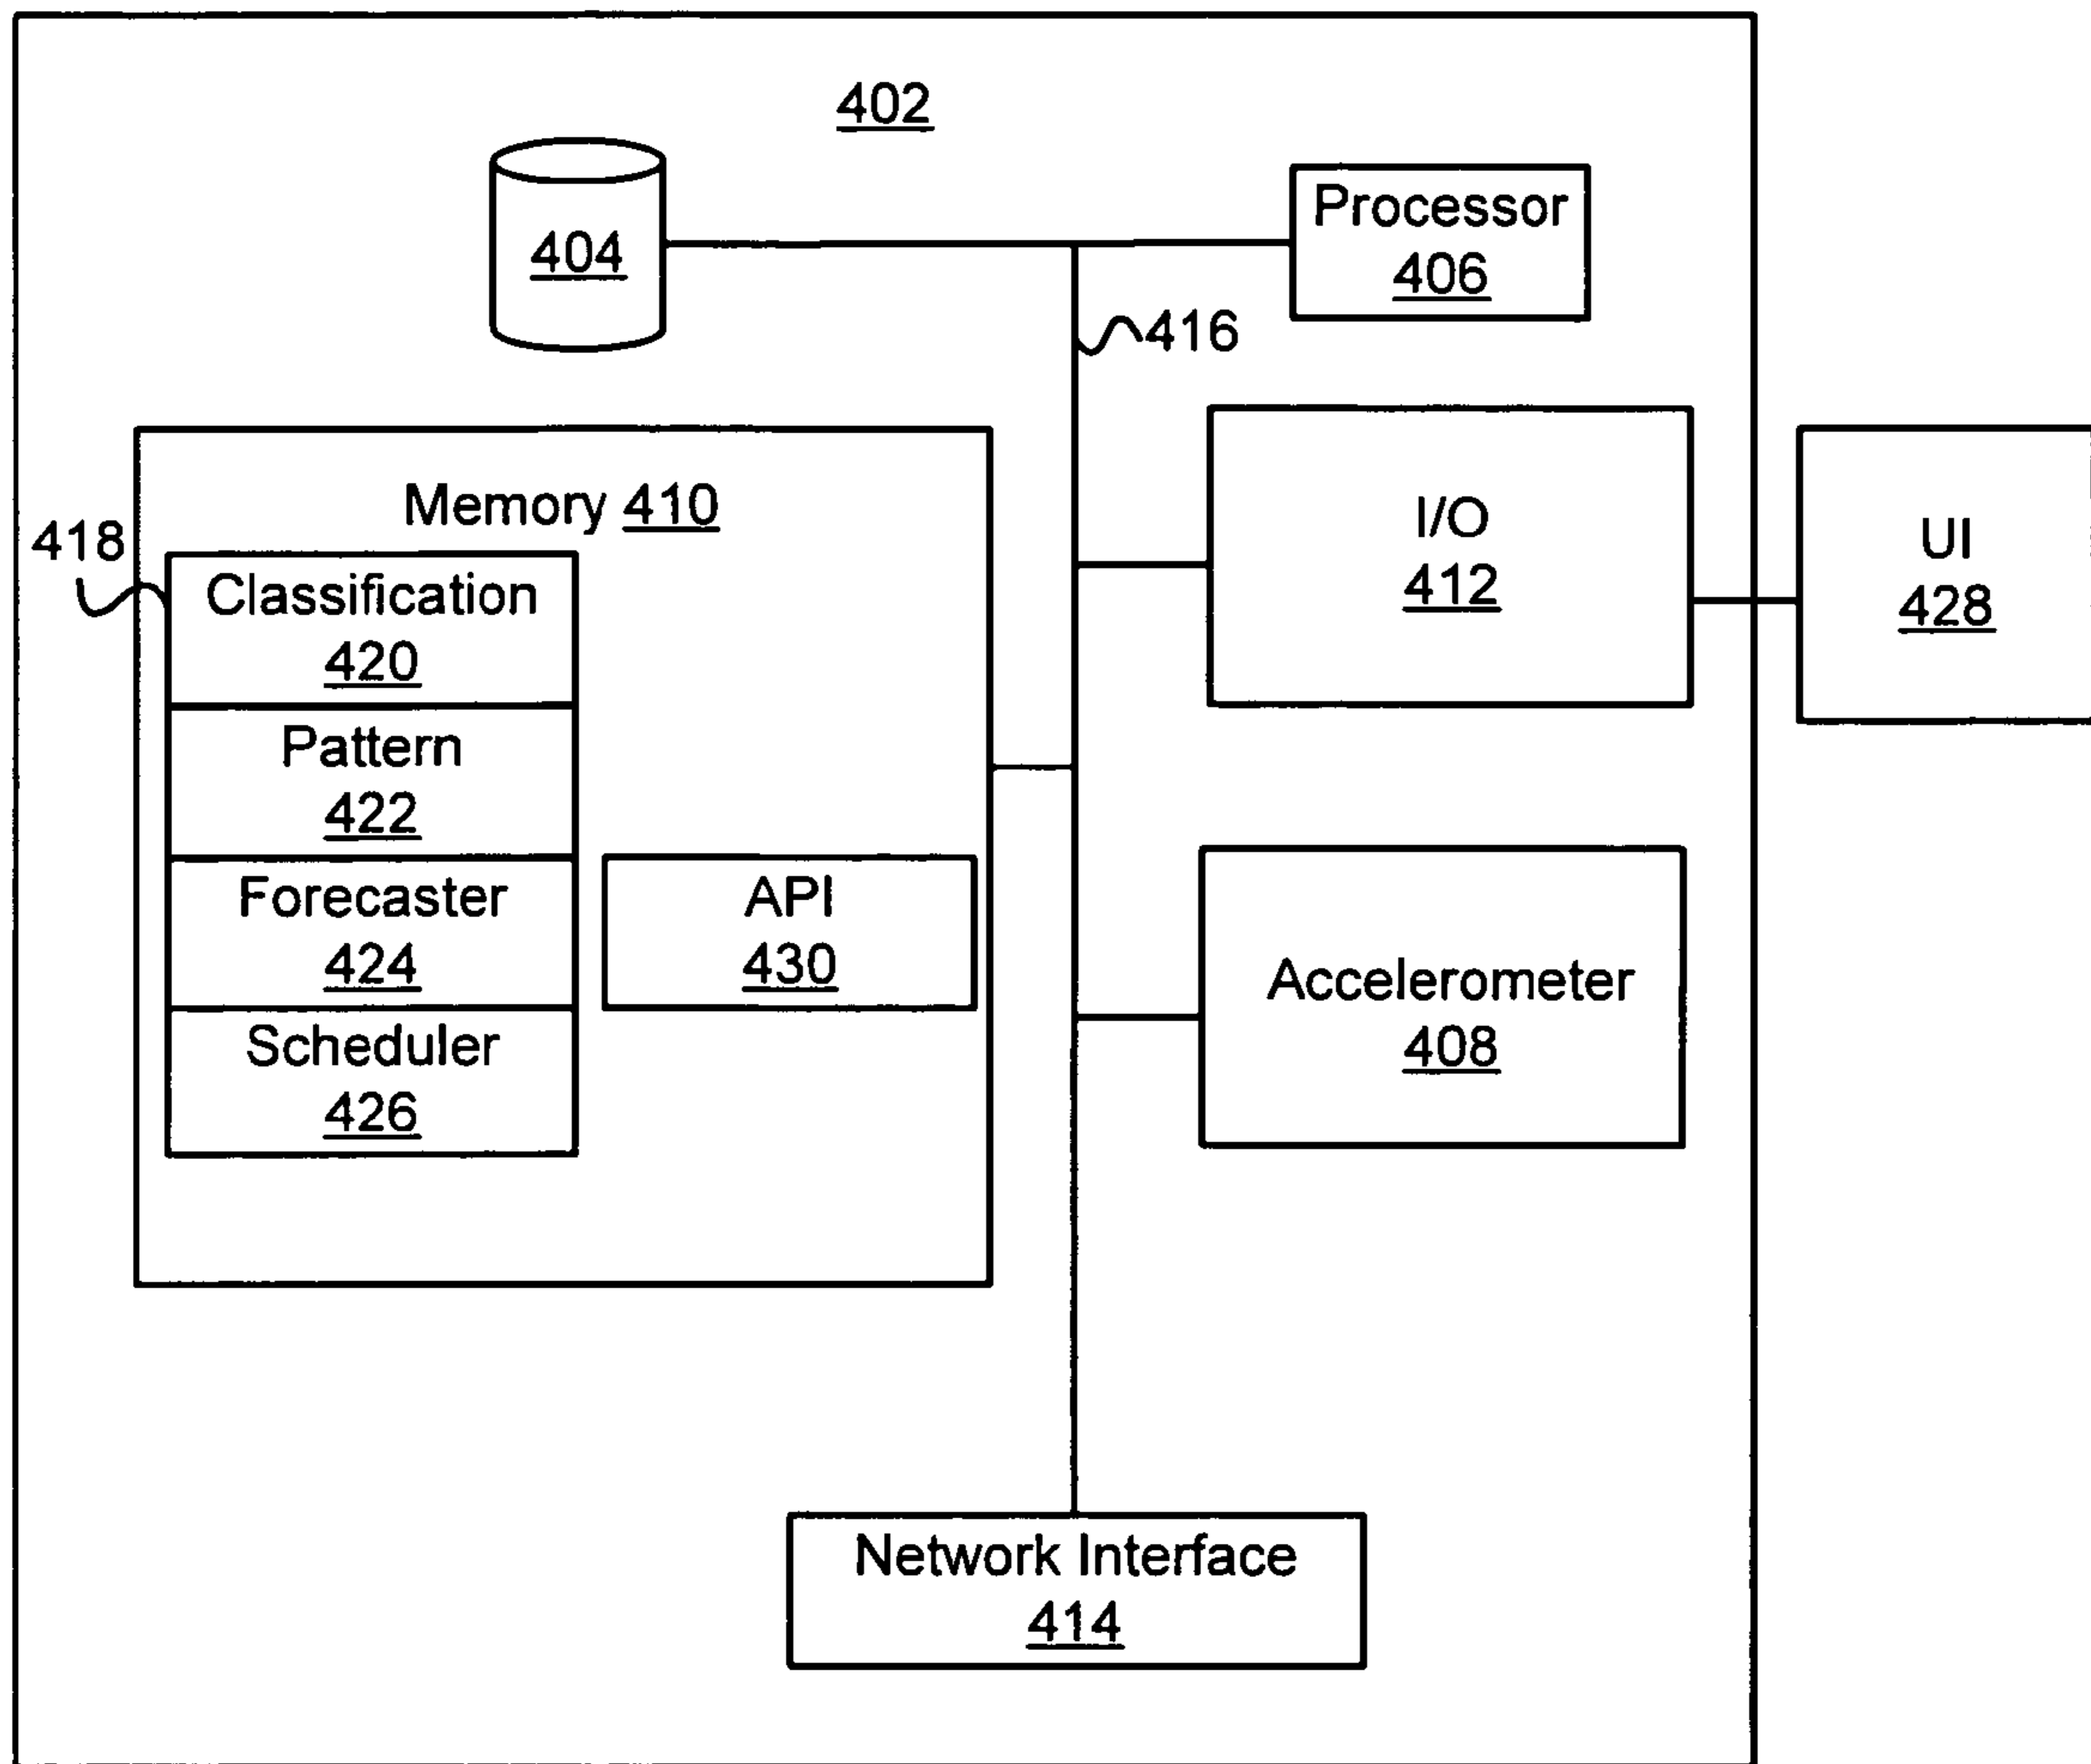 402
404
Processor
406
416
Memory 410
418
Classification
420
Pattern
422
Forecaster
424
Scheduler
426
API
430
I/O
412
UI
428
Accelerometer
408
Network Interface
414